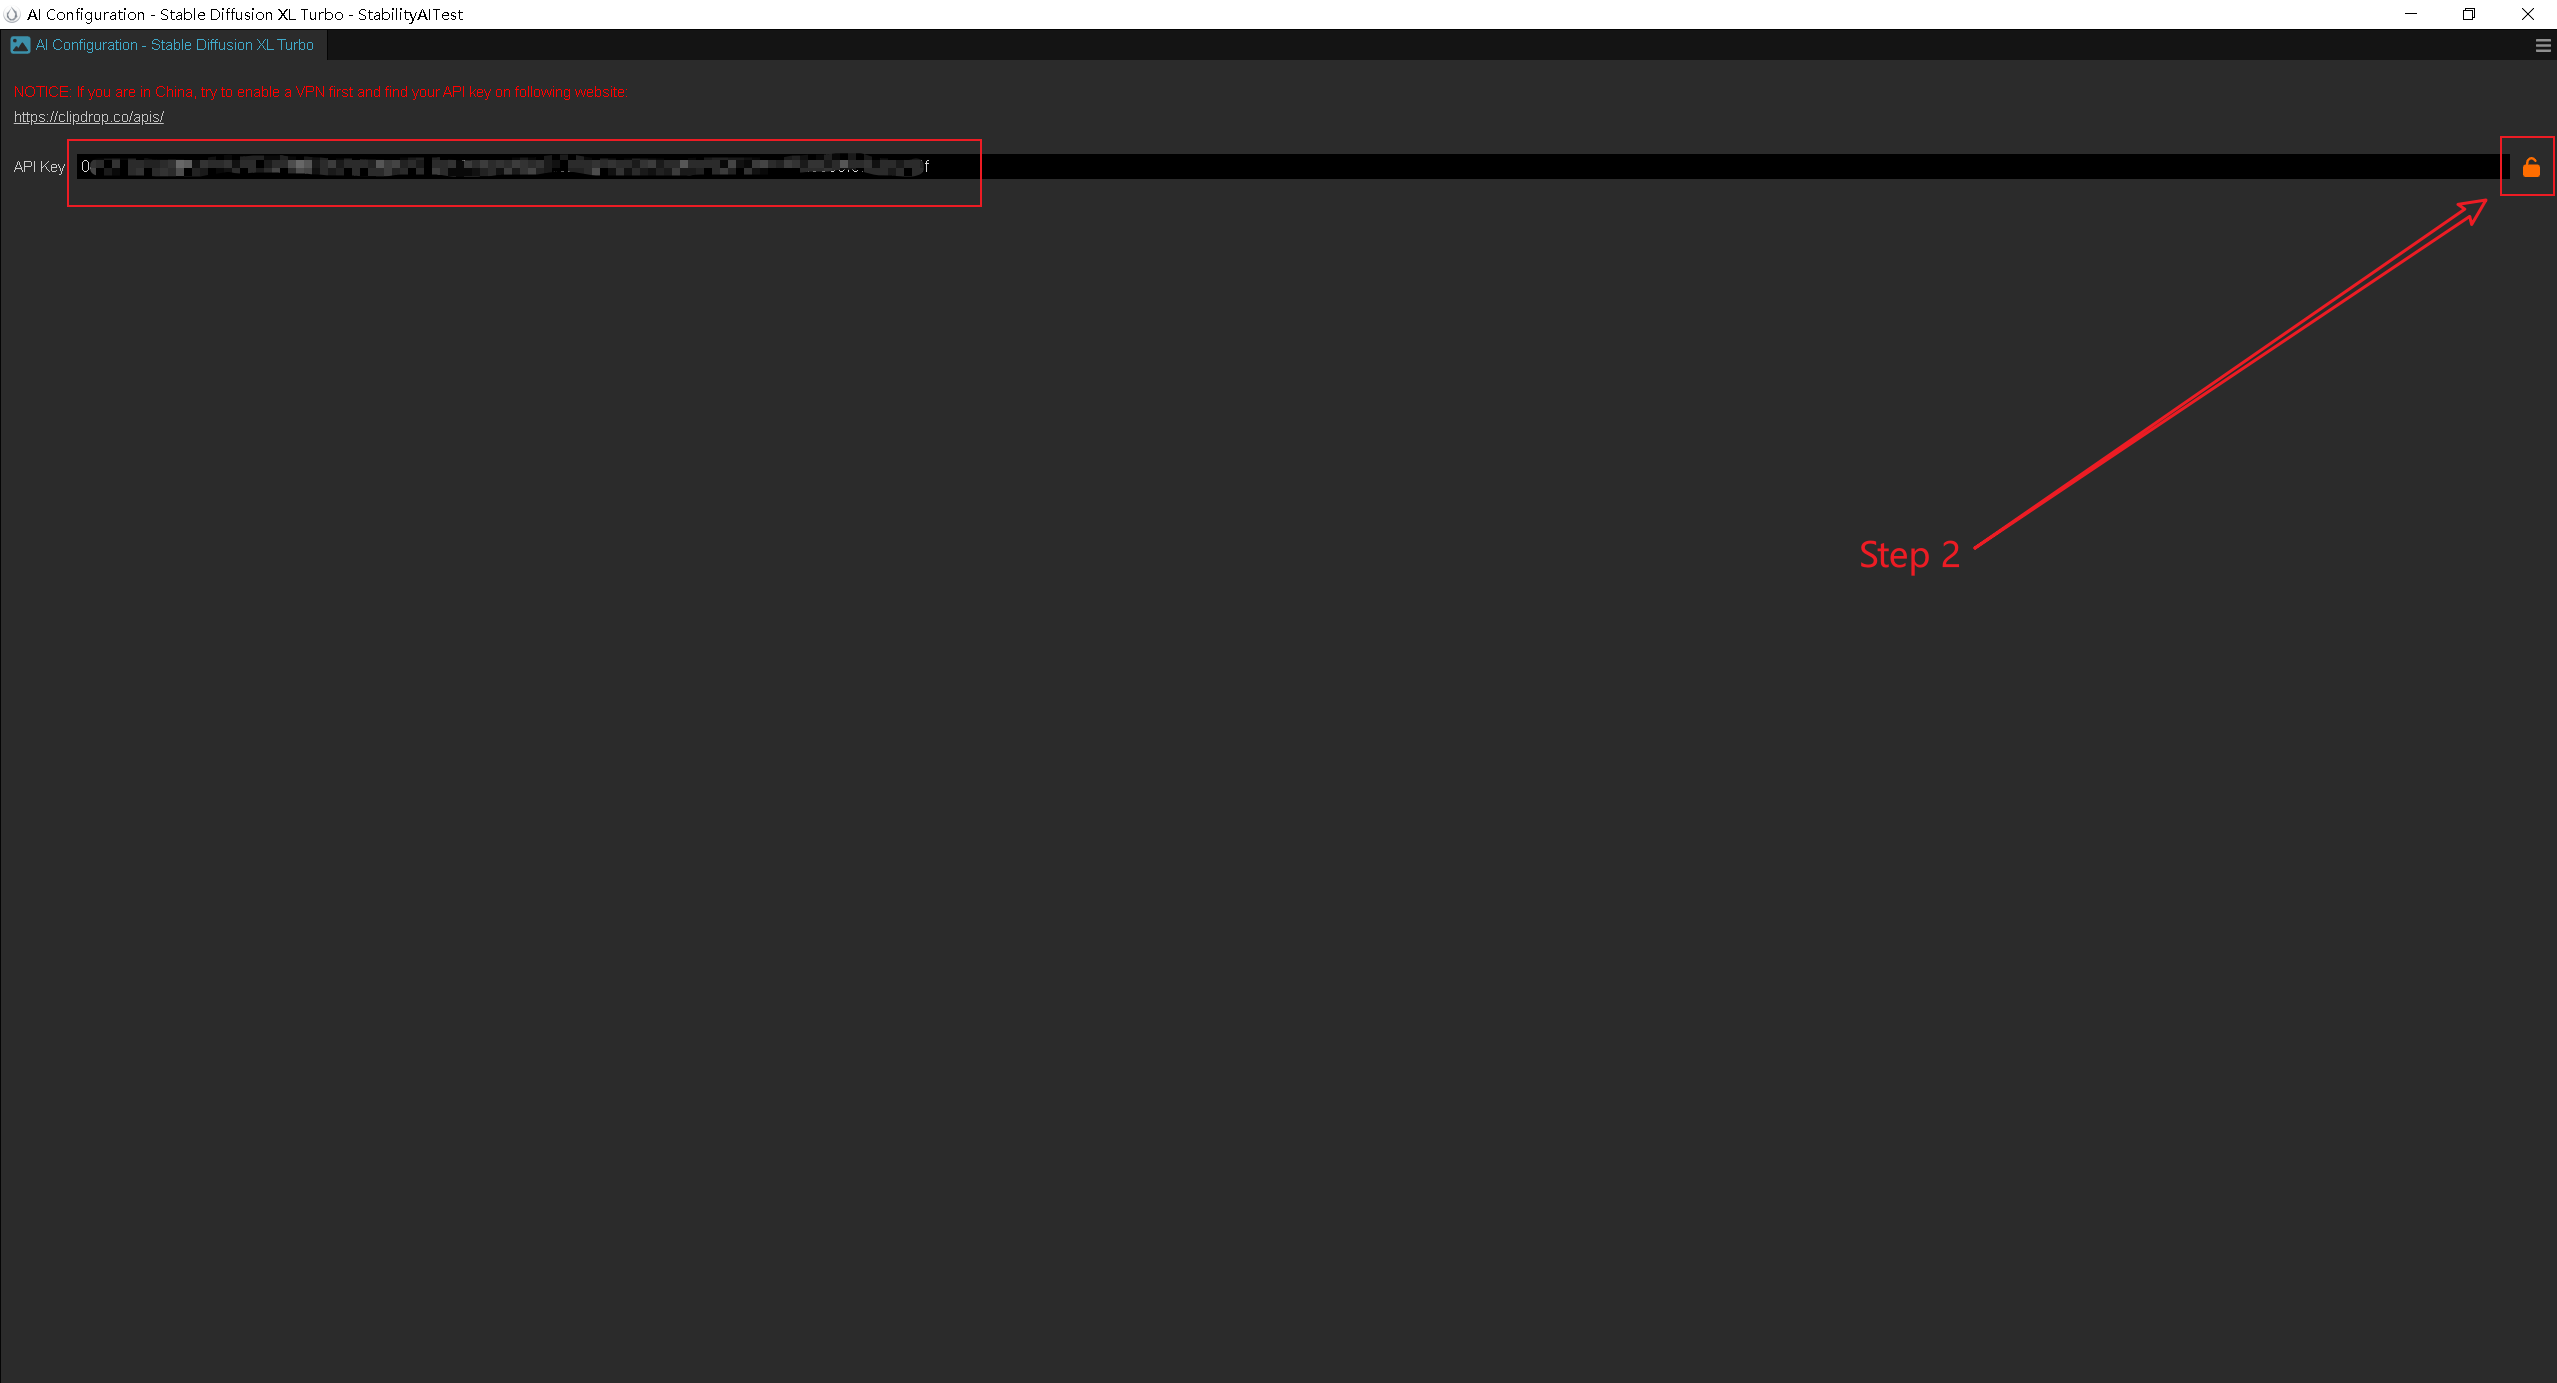 AI Configuration - Stable Diffusion XL Turbo - StabilityAITest
AI Configuration - Stable Diffusion XL Turbo
NOTICE: If you are in China, try to enable a VPN first and find your API key on following website:
https://clipdrop.co/apis/
API Key
Step 2